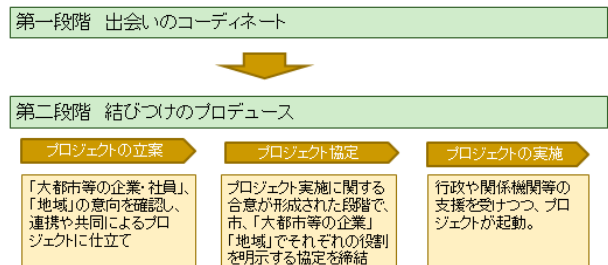 第一段階 出会いのコーディネート
第二段階 結びつけのプロデュース
プロジェクトの立案
「大都市等の企業・社員」、
「地域」の意向を確認し、
連携や共同によるプロ
ジェクトに仕立て
プロジェクト協定
プロジェクト実施に関する
合意が形成された段階で、
市、「大都市等の企業」
「地域」でそれぞれの役割
を明示する協定を締結
プロジェクトの実施
行政や関係機関等の
支援を受けつつ、プロ
ジェクトが起動。